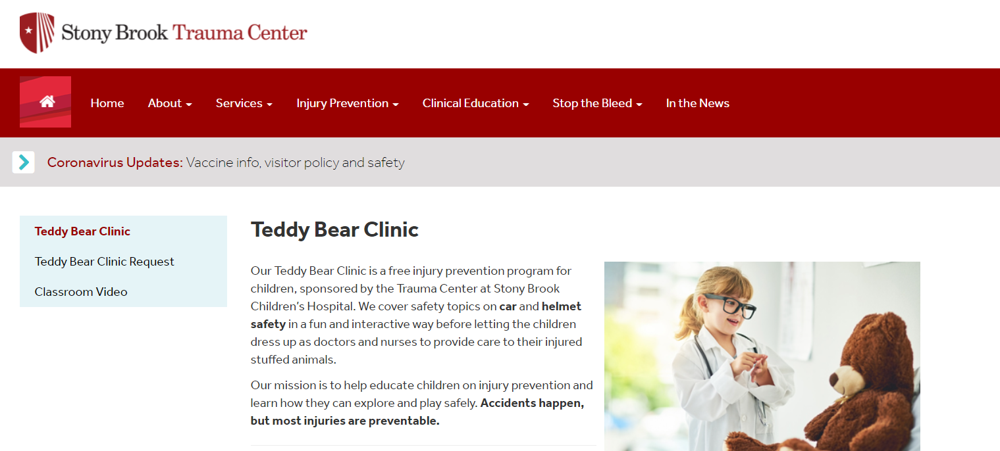 Stony Brook Trauma Center
Home About Services Injury Prevention Clinical Education Stop the Bleed In the News
Coronavirus Updates: Vaccine info, visitor policy and safety
Teddy Bear Clinic
Teddy Bear Clinic Request
Classroom Video
Teddy Bear Clinic
Our Teddy Bear Clinic is a free injury prevention program for
children, sponsored by the Trauma Center at Stony Brook
Children’s Hospital. We cover safety topics on car and helmet
safety in a fun and interactive way before letting the children
dress up as doctors and nurses to provide care to their injured
stuffed animals.
Our mission is to help educate children on injury prevention and
learn how they can explore and play safely. Accidents happen,
but most injuries are preventable.